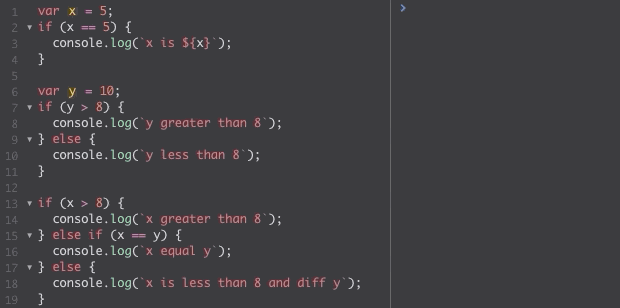 1 var x = 5;
2 if (x == 5) {
3 console.log(`x is ${x}`);
4 }
5
6 var y = 10;
7 if (y > 8) {
8 console.log(`y greater than 8`);
9 } else {
10 console.log(`y less than 8`);
11 }
12
13 if (x > 8) {
14 console.log(`x greater than 8`);
15 } else if (x == y) {
16 console.log(`x equal y`);
17 } else {
18 console.log(`x is less than 8 and diff y`);
19 }